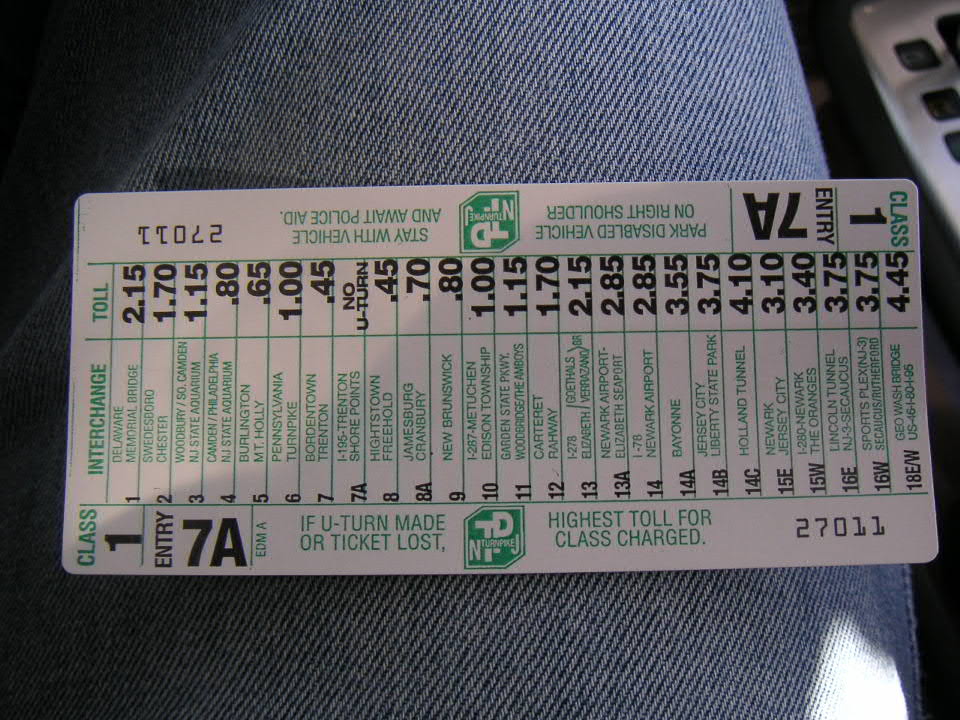 CLASS 1
ENTRY 7A
EDM A
IF U-TURN MADE
OR TICKET LOST,
N TURNPIKE J
HIGHEST TOLL FOR
CLASS CHARGED.
27011
INTERCHANGE TOLL
1 DELAWARE MEMORIAL BRIDGE 2.15
2 SWEDESBORO CHESTER 1.70
3 WOODBURY / SO. CAMDEN NJ STATE AQUARIUM 1.15
4 CAMDEN/PHILADELPHIA NJ STATE AQUARIUM .80
5 BURLINGTON MT. HOLLY .65
6 PENNSYLVANIA TURNPIKE 1.00
7 BORDENTOWN TRENTON .45
7A I-195-TRENTON SHORE POINTS NO U-TURN
8 HIGHTSTOWN FREEHOLD .45
8A JAMESBURG CRANBURY .70
9 NEW BRUNSWICK .80
10 I-287-METUCHEN EDISON TOWNSHIP 1.00
11 GARDEN STATE PKWY. WOODBRIDGE/THE AMBOYS 1.15
12 CARTERET RAHWAY 1.70
13 I-278 ELIZABETH (GOETHALS VERRAZANO) BR 2.15
13A NEWARK AIRPORT- ELIZABETH SEAPORT 2.85
14 I-78 NEWARK AIRPORT 2.85
14A BAYONNE 3.55
14B JERSEY CITY LIBERTY STATE PARK 3.75
14C HOLLAND TUNNEL 4.10
15E NEWARK JERSEY CITY 3.10
15W I-280-NEWARK THE ORANGES 3.40
16E LINCOLN TUNNEL NJ-3-SECAUCUS 3.75
16W SPORTS PLEX(NJ-3) SECAUCUS/RUTHERFORD 3.75
18E/W GEO WASH BRIDGE US-46-I-80-I-95 4.45
CLASS 1
ENTRY 7A
PARK DISABLED VEHICLE
ON RIGHT SHOULDER
N TURNPIKE J
STAY WITH VEHICLE
AND AWAIT POLICE AID.
27011